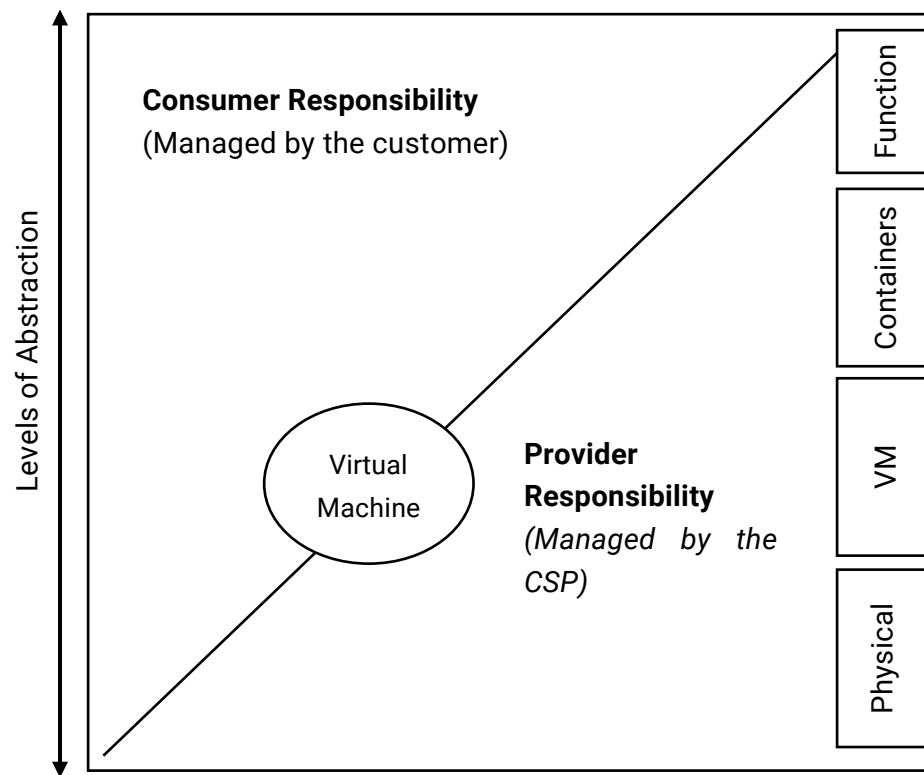 Levels of Abstraction
Consumer Responsibility
(Managed by the customer)
Virtual
Machine
Provider
Responsibility
(Managed by the
CSP)
Function
Containers
VM
Physical